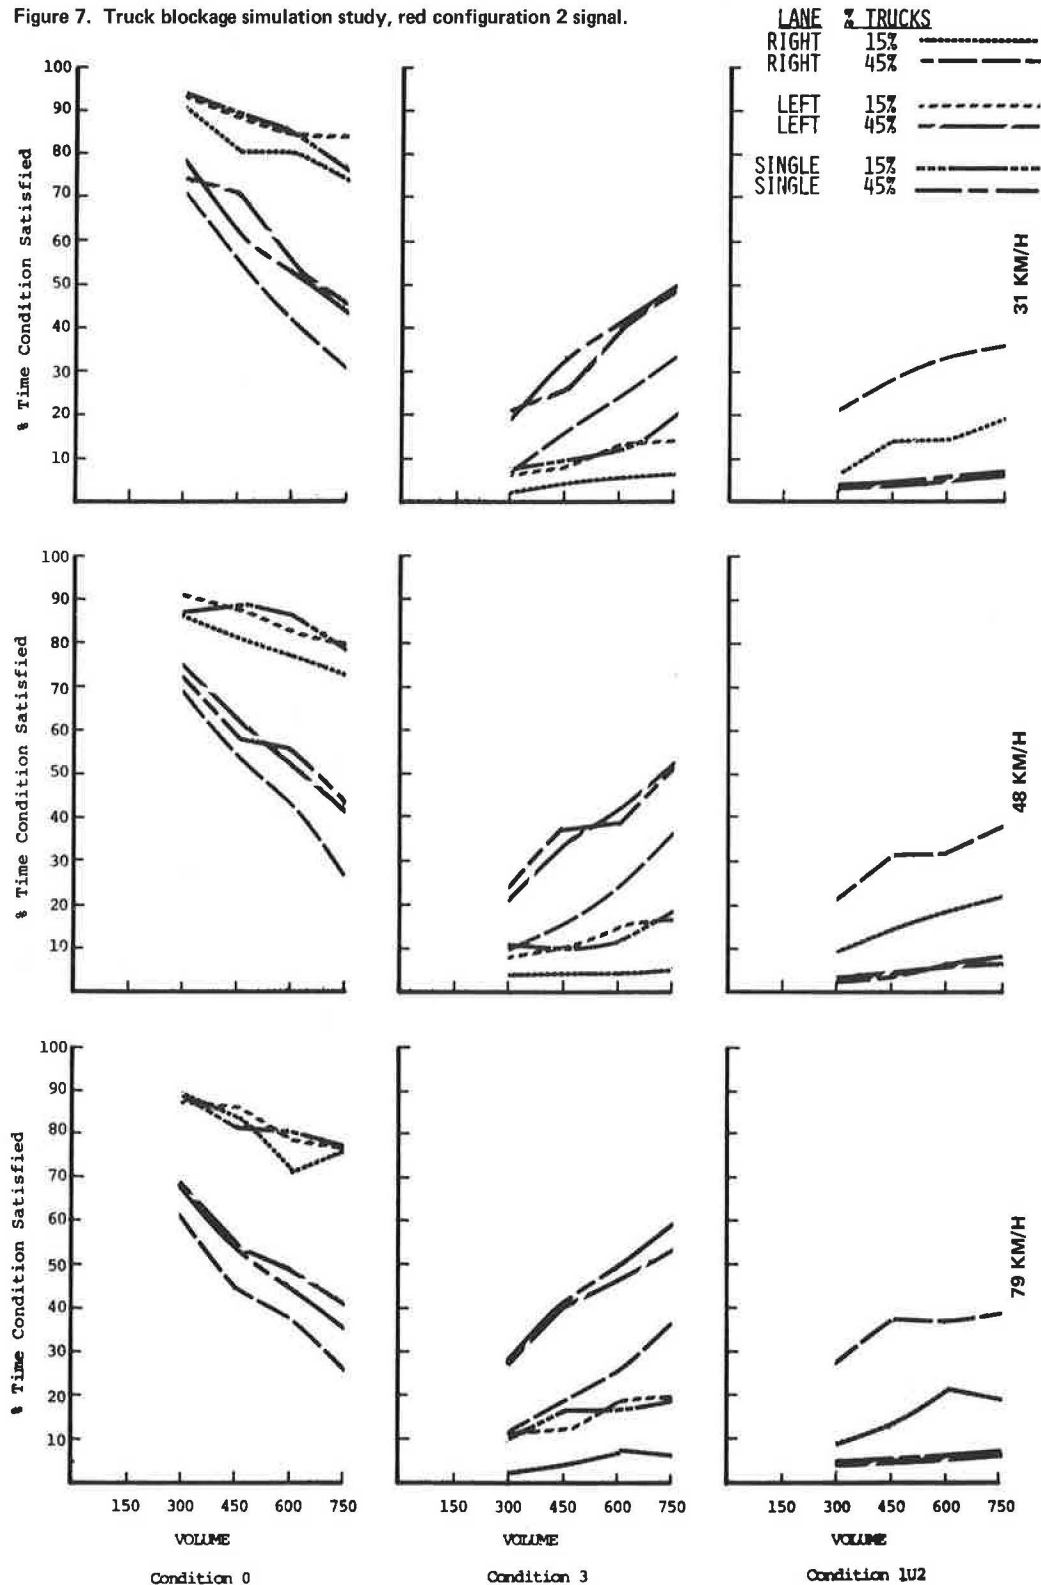 Figure 7. Truck blockage simulation study, red configuration 2 signal.
LANE % TRUCKS
RIGHT 15%
RIGHT 45%
LEFT 15%
LEFT 45%
SINGLE 15%
SINGLE 45%
% Time Condition Satisfied
100
90
80
70
60
50
40
30
20
10
31 KM/H
% Time Condition Satisfied
100
90
80
70
60
50
40
30
20
10
48 KM/H
% Time Condition Satisfied
100
90
80
70
60
50
40
30
20
10
79 KM/H
150 300 450 600 750 150 300 450 600 750 150 300 450 600 750
VOLUME VOLUME VOLUME
Condition 0 Condition 3 Condition 1U2